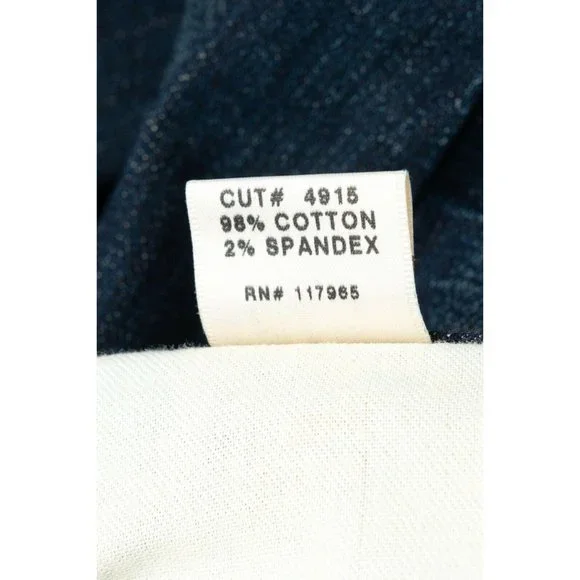 CUT# 4915
98% COTTON
2% SPANDEX
RN# 117965